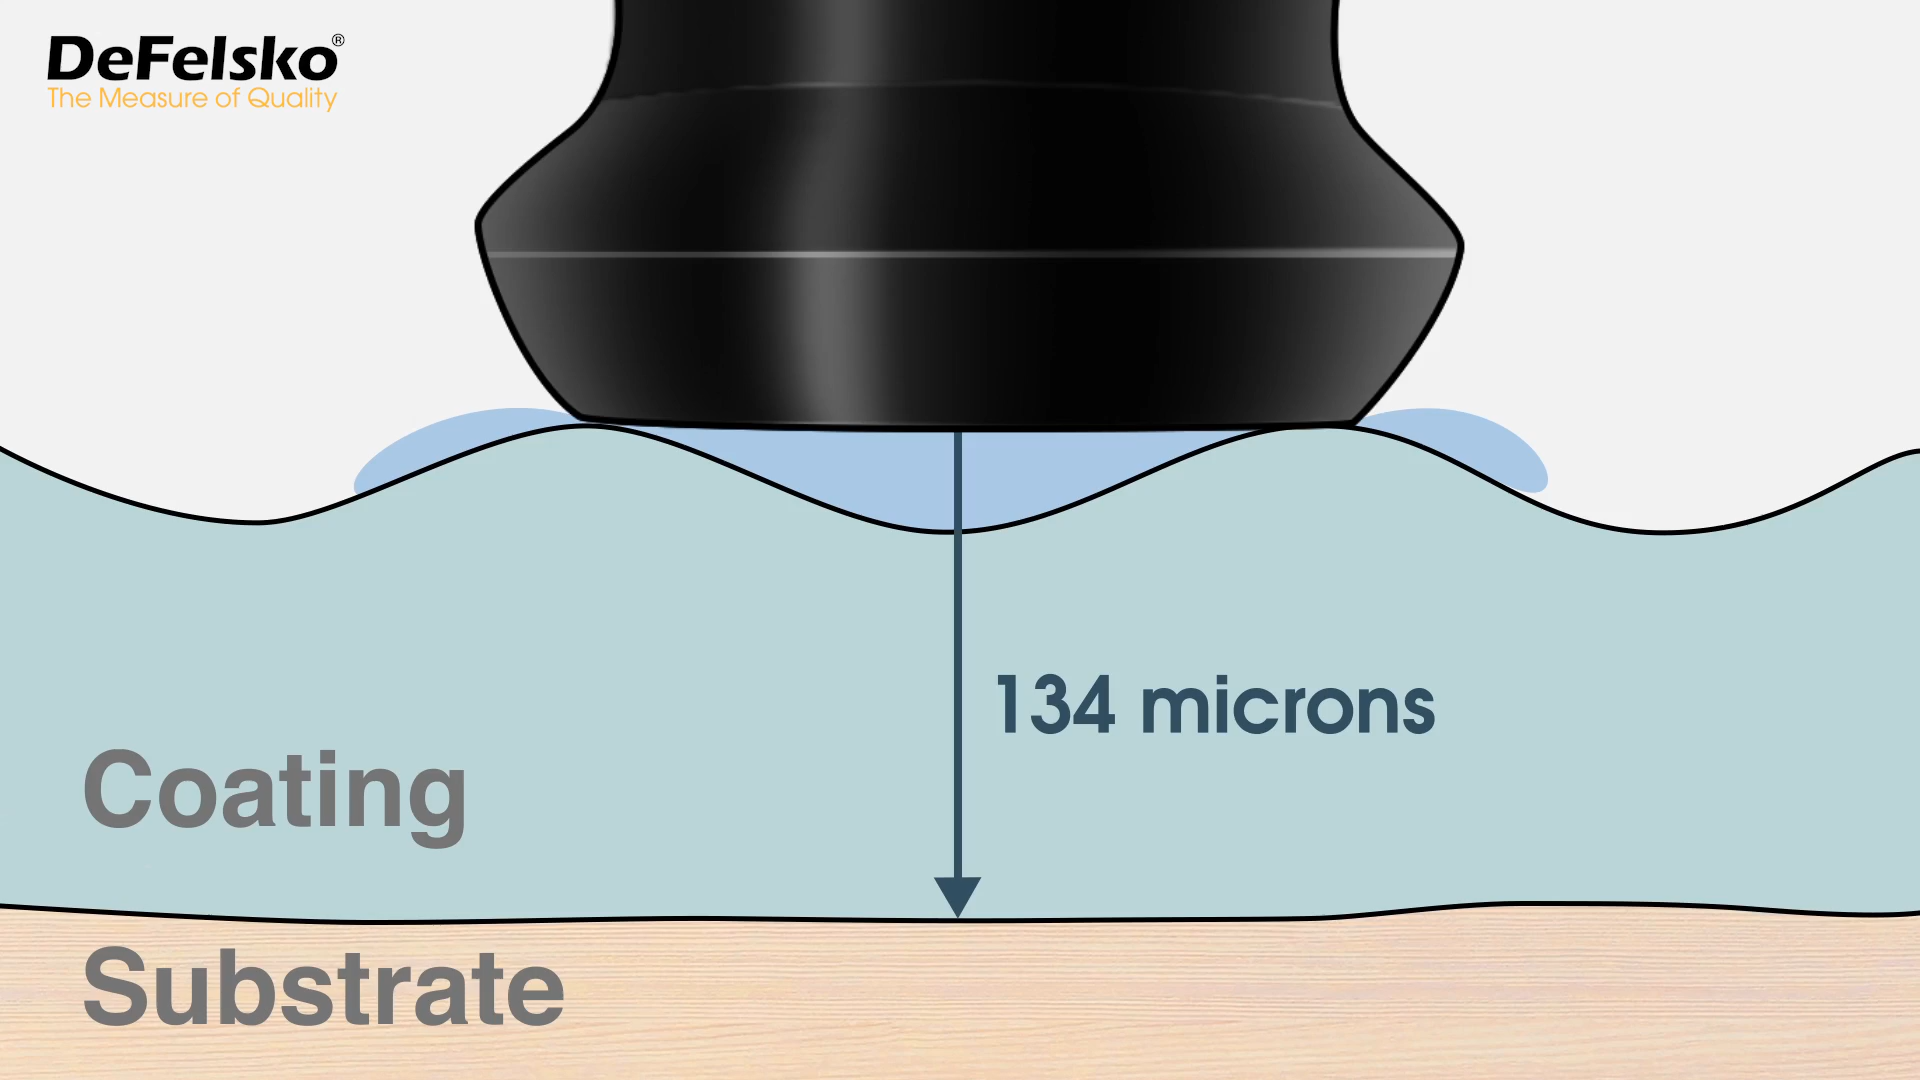 DeFelsko®
The Measure of Quality
134 microns
Coating
Substrate